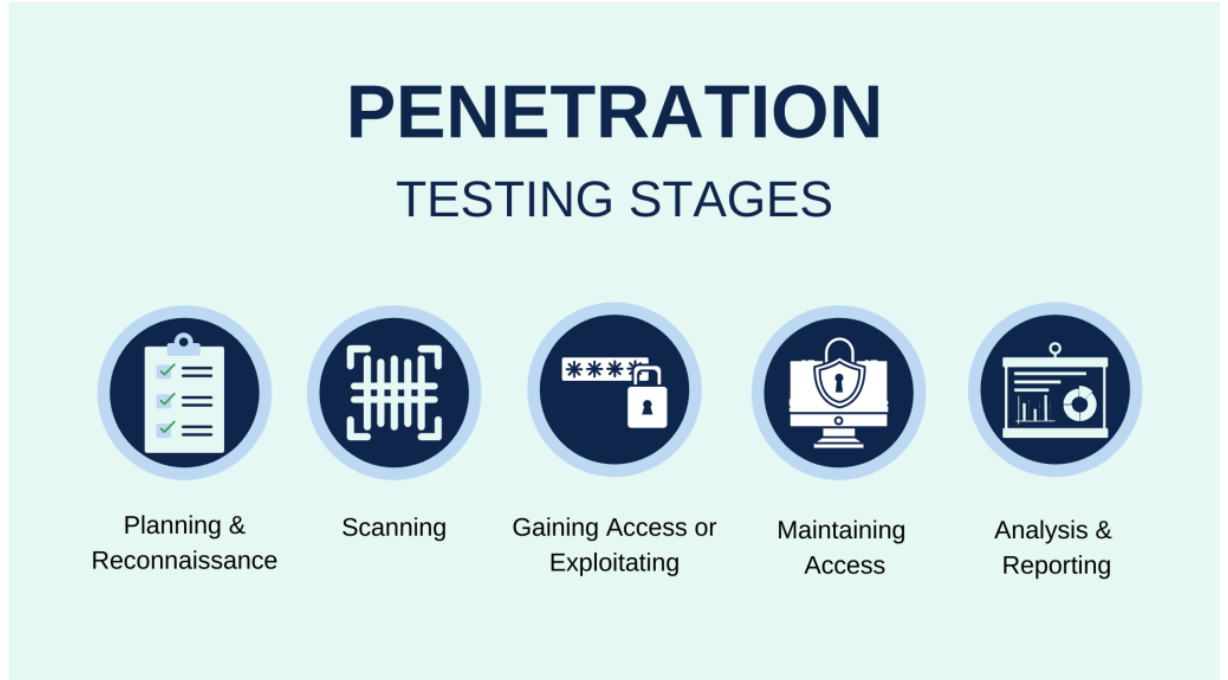 PENETRATION
TESTING STAGES
****
Planning &
Reconnaissance
Scanning
Gaining Access or
Exploitating
Maintaining
Access
Analysis &
Reporting